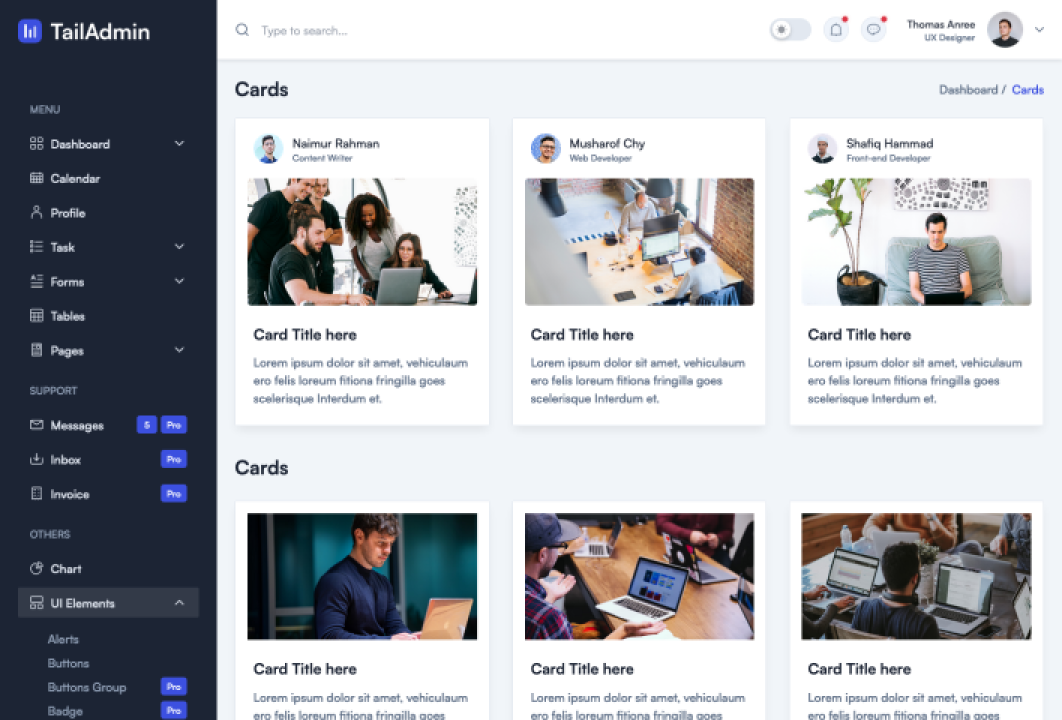 TailAdmin
MENU
Dashboard
Calendar
Profile
Task
Forms
Tables
Pages
SUPPORT
Messages 5 Pro
Inbox Pro
Invoice Pro
OTHERS
Chart
UI Elements
Alerts
Buttons
Buttons Group Pro
Badge Pro
Type to search...
Thomas Anree
UX Designer
Cards
Dashboard / Cards
Naimur Rahman
Content Writer
Card Title here
Lorem ipsum dolor sit amet, vehiculaum
ero felis loreum fitiona fringilla goes
scelerisque Interdum et.
Musharof Chy
Web Developer
Card Title here
Lorem ipsum dolor sit amet, vehiculaum
ero felis loreum fitiona fringilla goes
scelerisque Interdum et.
Shafiq Hammad
Front-end Developer
Card Title here
Lorem ipsum dolor sit amet, vehiculaum
ero felis loreum fitiona fringilla goes
scelerisque Interdum et.
Cards
Card Title here
Lorem ipsum dolor sit amet, vehiculaum
ero felis loreum fitiona fringilla goes
Card Title here
Lorem ipsum dolor sit amet, vehiculaum
ero felis loreum fitiona fringilla goes
Card Title here
Lorem ipsum dolor sit amet, vehiculaum
ero felis loreum fitiona fringilla goes